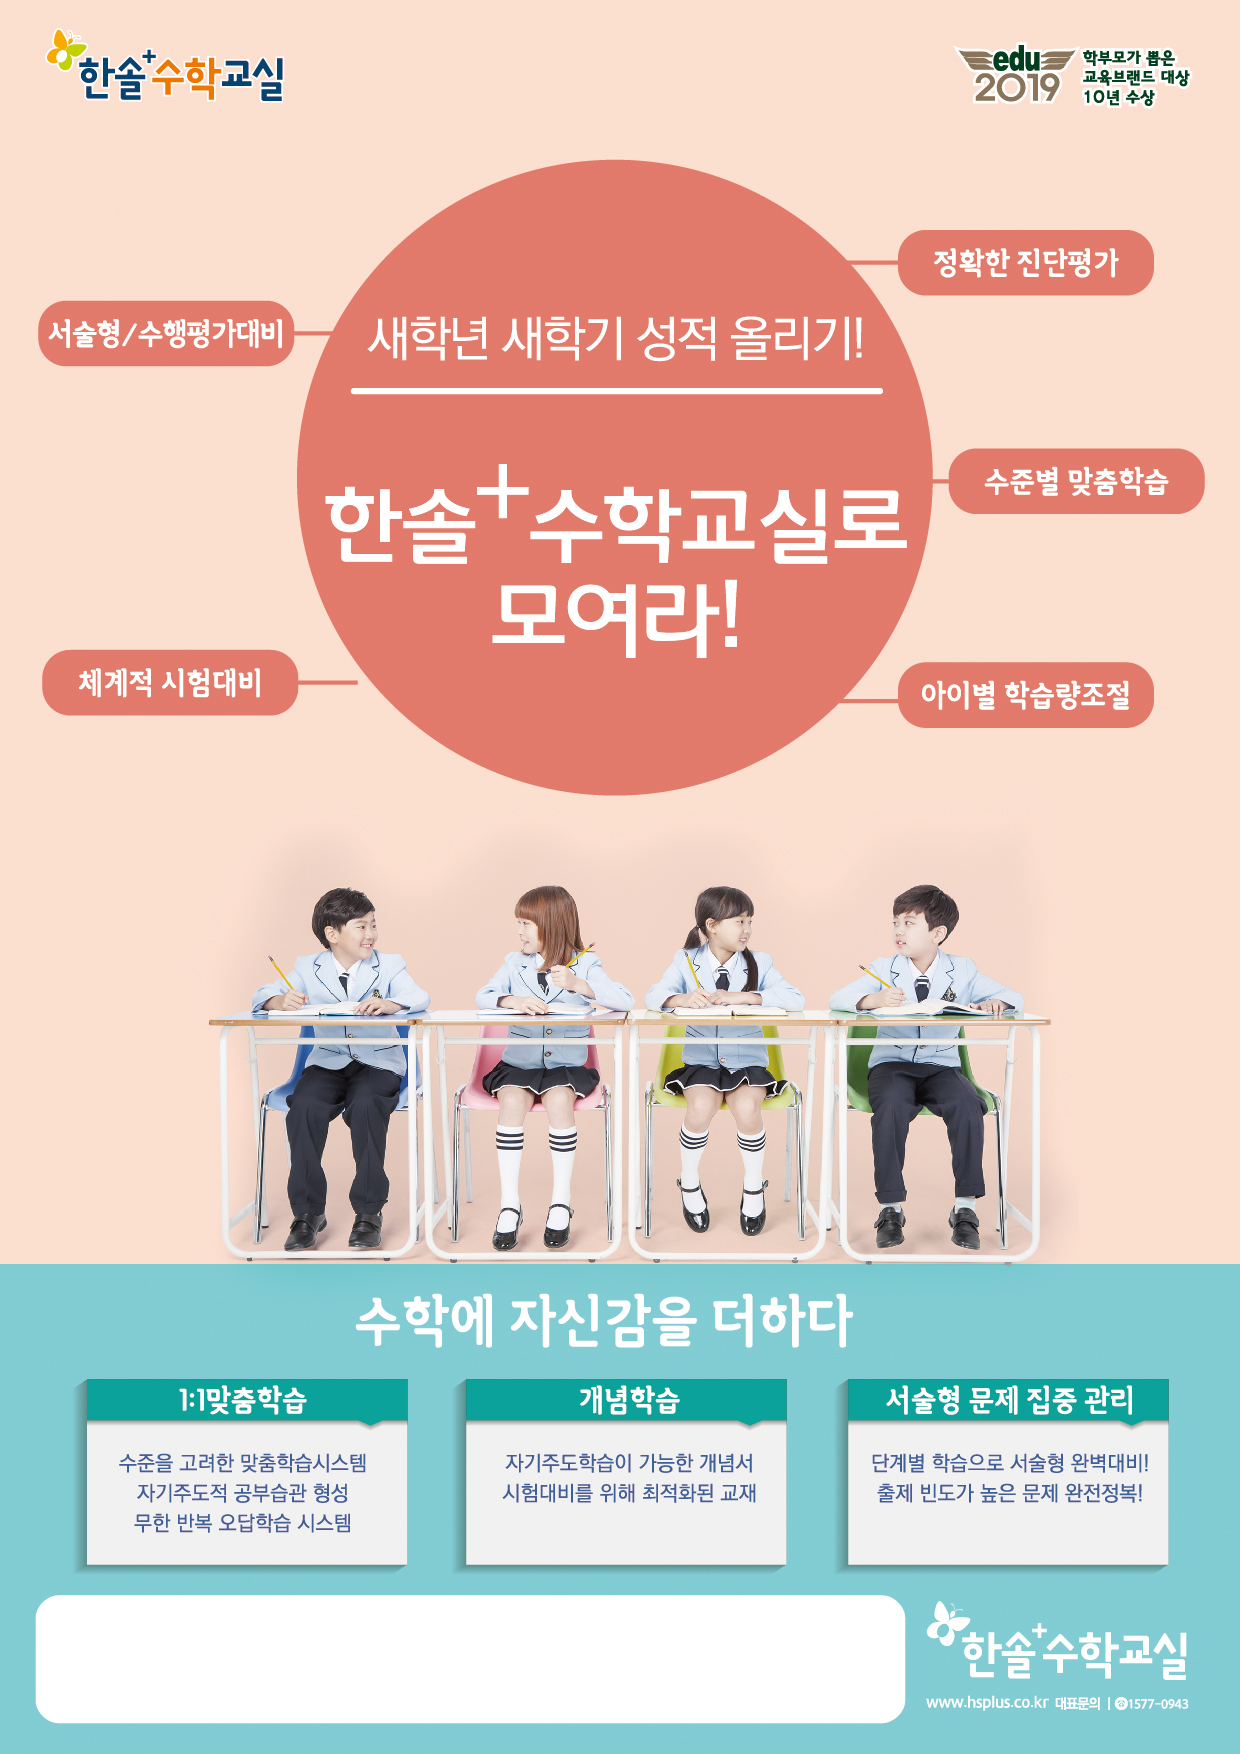 한솔+수학교실
edu
2019
학부모가 뽑은
교육브랜드 대상
10년 수상
정확한 진단평가
서술형/수행평가대비
새학년 새학기 성적 올리기!
수준별 맞춤학습
한솔+수학교실로
모여라!
체계적 시험대비
아이별 학습량조절
수학에 자신감을 더하다
1:1맞춤학습
수준을 고려한 맞춤학습시스템
자기주도적 공부습관 형성
무한 반복 오답학습 시스템
개념학습
자기주도학습이 가능한 개념서
시험대비를 위해 최적화된 교재
서술형 문제 집중 관리
단계별 학습으로 서술형 완벽대비!
출제 빈도가 높은 문제 완전정복!
한솔+수학교실
www.hsplus.co.kr 대표문의 | ☎1577-0943